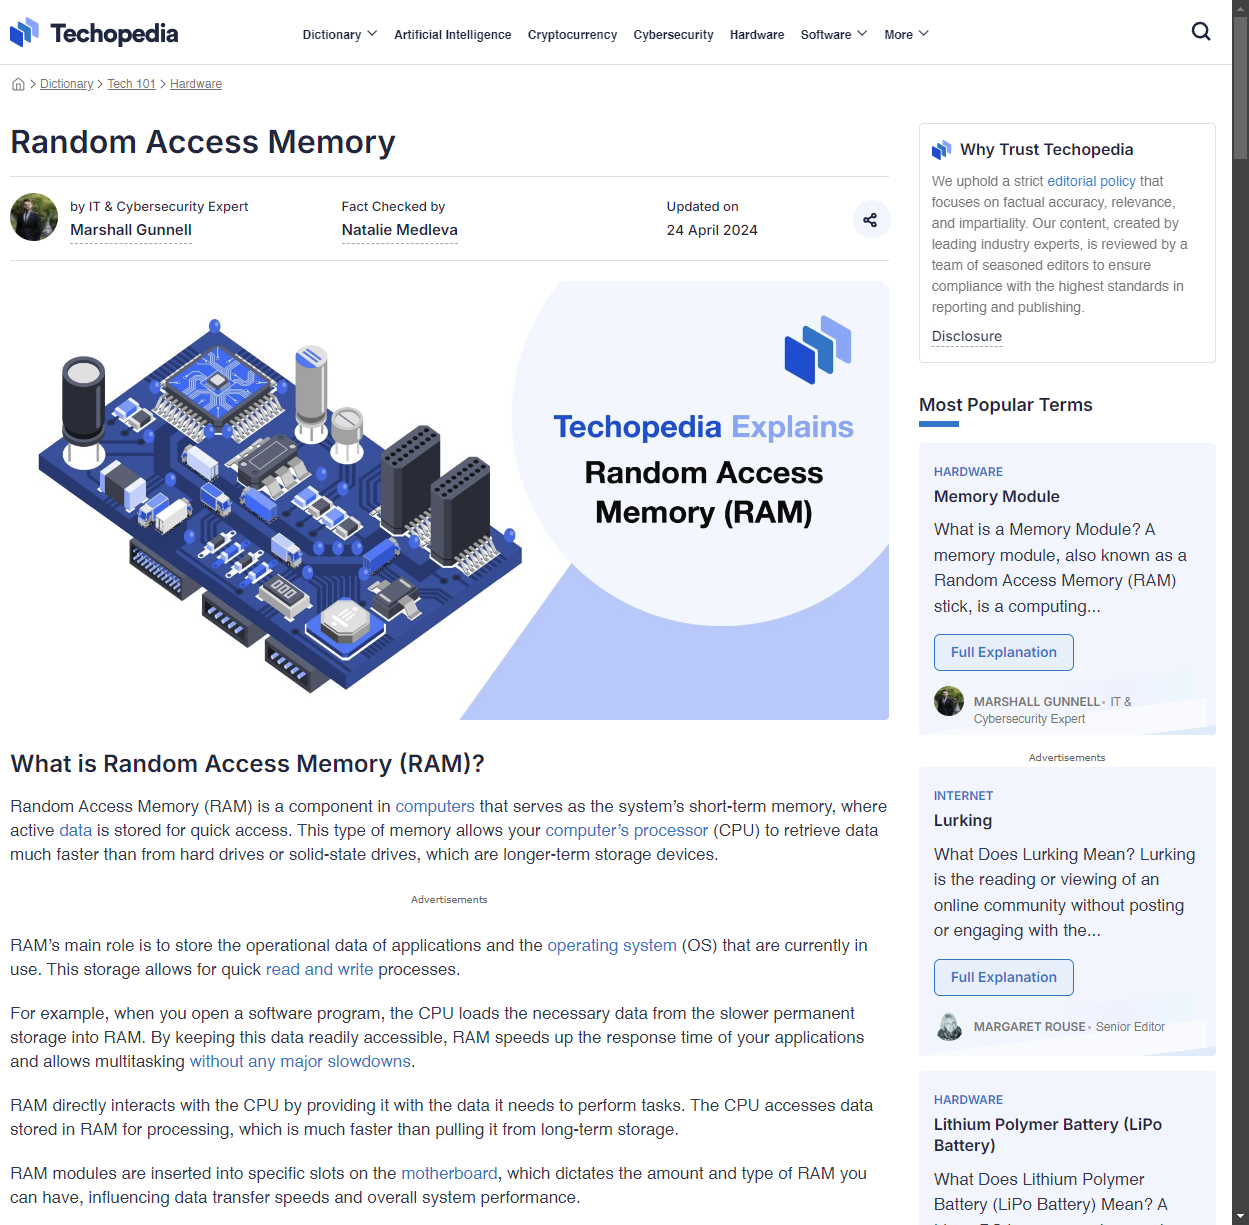 Techopedia
Dictionary Artificial Intelligence Cryptocurrency Cybersecurity Hardware Software More
Dictionary Tech 101 Hardware
Random Access Memory
by IT & Cybersecurity Expert
Marshall Gunnell
Fact Checked by
Natalie Medleva
Updated on
24 April 2024
Techopedia Explains
Random Access
Memory (RAM)
000
What is Random Access Memory (RAM)?
Random Access Memory (RAM) is a component in computers that serves as the system’s short-term memory, where
active data is stored for quick access. This type of memory allows your computer’s processor (CPU) to retrieve data
much faster than from hard drives or solid-state drives, which are longer-term storage devices.
Advertisements
RAM’s main role is to store the operational data of applications and the operating system (OS) that are currently in
use. This storage allows for quick read and write processes.
For example, when you open a software program, the CPU loads the necessary data from the slower permanent
storage into RAM. By keeping this data readily accessible, RAM speeds up the response time of your applications
and allows multitasking without any major slowdowns.
RAM directly interacts with the CPU by providing it with the data it needs to perform tasks. The CPU accesses data
stored in RAM for processing, which is much faster than pulling it from long-term storage.
RAM modules are inserted into specific slots on the motherboard, which dictates the amount and type of RAM you
can have, influencing data transfer speeds and overall system performance.
Why Trust Techopedia
We uphold a strict editorial policy that
focuses on factual accuracy, relevance,
and impartiality. Our content, created by
leading industry experts, is reviewed by a
team of seasoned editors to ensure
compliance with the highest standards in
reporting and publishing.
Disclosure
Most Popular Terms
HARDWARE
Memory Module
What is a Memory Module? A
memory module, also known as a
Random Access Memory (RAM)
stick, is a computing...
Full Explanation
MARSHALL GUNNELL• IT &
Cybersecurity Expert
Advertisements
INTERNET
Lurking
What Does Lurking Mean? Lurking
is the reading or viewing of an
online community without posting
or engaging with the...
Full Explanation
MARGARET ROUSE• Senior Editor
HARDWARE
Lithium Polymer Battery (LiPo
Battery)
What Does Lithium Polymer
Battery (LiPo Battery) Mean? A